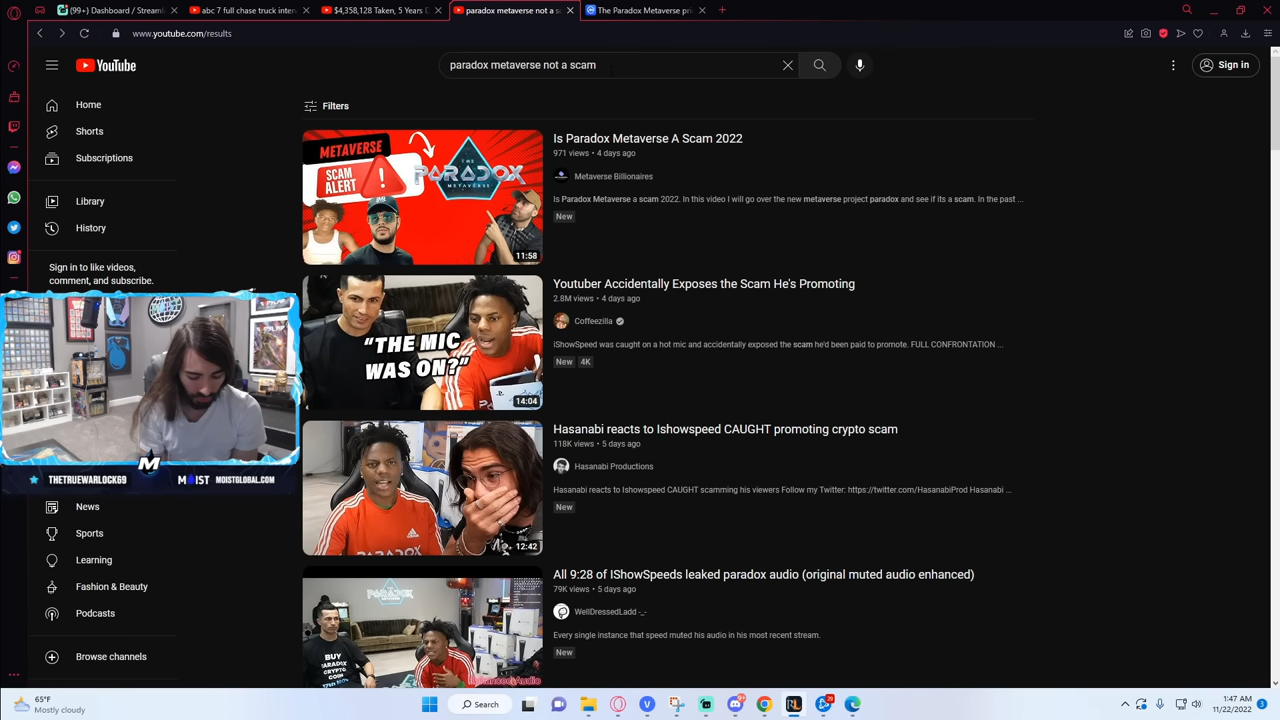 (99+) Dashboard / Streaml
abc 7 full chase truck interv
$4,358,128 Taken, 5 Years D
paradox metaverse not a s
The Paradox Metaverse pr
www.youtube.com/results
YouTube
paradox metaverse not a scam
Sign in
Home
Shorts
Subscriptions
Library
History
Sign in to like videos,
comment, and subscribe.
News
Sports
Learning
Fashion & Beauty
Podcasts
Browse channels
THETRUEWARLOCK69
M
MOIST
MOISTGLOBAL.COM
Filters
METAVERSE
SCAM
ALERT
THE
PARADOX
METAVERSE
11:58
Is Paradox Metaverse A Scam 2022
971 views • 4 days ago
Metaverse Billionaires
Is Paradox Metaverse a scam 2022. In this video I will go over the new metaverse project paradox and see if its a scam. In the past ...
New
"THE MIC
WAS ON?"
14:04
Youtuber Accidentally Exposes the Scam He's Promoting
2.8M views • 4 days ago
Coffeezilla
iShowSpeed was caught on a hot mic and accidentally exposed the scam he'd been paid to promote. FULL CONFRONTATION ...
New 4K
PARADOX
12:42
Hasanabi reacts to Ishowspeed CAUGHT promoting crypto scam
118K views • 5 days ago
Hasanabi Productions
Hasanabi reacts to Ishowspeed CAUGHT scamming his viewers Follow my Twitter: https://twitter.com/HasanabiProd Hasanabi ...
New
PARADOX
BUY
PARADOX
CRYPTO
COIN
All 9:28 of IShowSpeeds leaked paradox audio (original muted audio enhanced)
79K views • 5 days ago
WellDressedLadd -_-
Every single instance that speed muted his audio in his most recent stream.
New
65°F
Mostly cloudy
Search
1:47 AM
11/22/2022
3